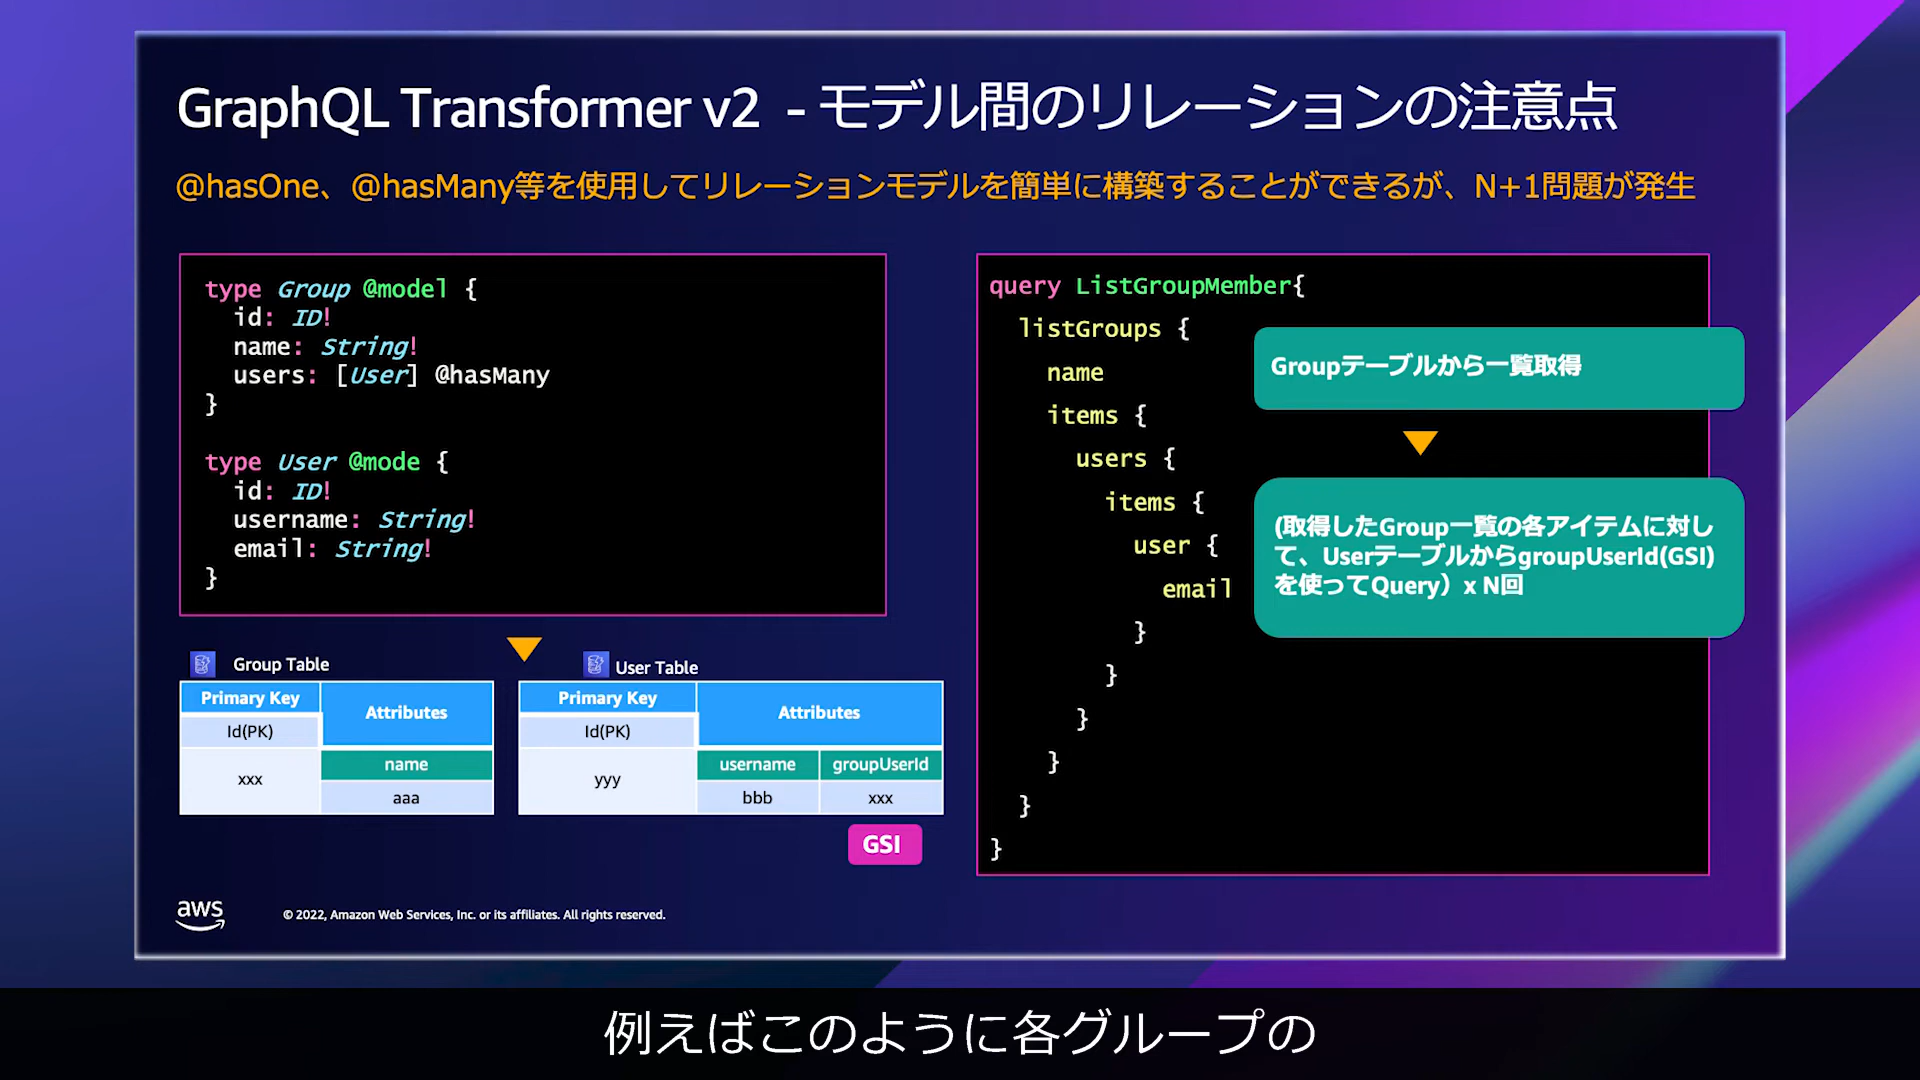 GraphQL Transformer v2 - モデル間のリレーションの注意点
@hasOne、@hasMany等を使用してリレーションモデルを簡単に構築することができるが、N+1問題が発生
type Group @model {
id: ID!
name: String!
users: [User] @hasMany
}
type User @mode {
id: ID!
username: String!
email: String!
}
Group Table
Primary Key
Attributes
Id(PK)
name
xxx
aaa
User Table
Primary Key
Attributes
Id(PK)
username
groupUserId
yyy
bbb
xxx
GSI
query ListGroupMember{
listGroups {
name
items {
users {
items {
user {
email
}
}
}
}
}
}
Groupテーブルから一覧取得
(取得したGroup一覧の各アイテムに対し
て、UserテーブルからgroupUserId(GSI)
を使ってQuery）x N回
aws
© 2022, Amazon Web Services, Inc. or its affiliates. All rights reserved.
例えばこのように各グループの